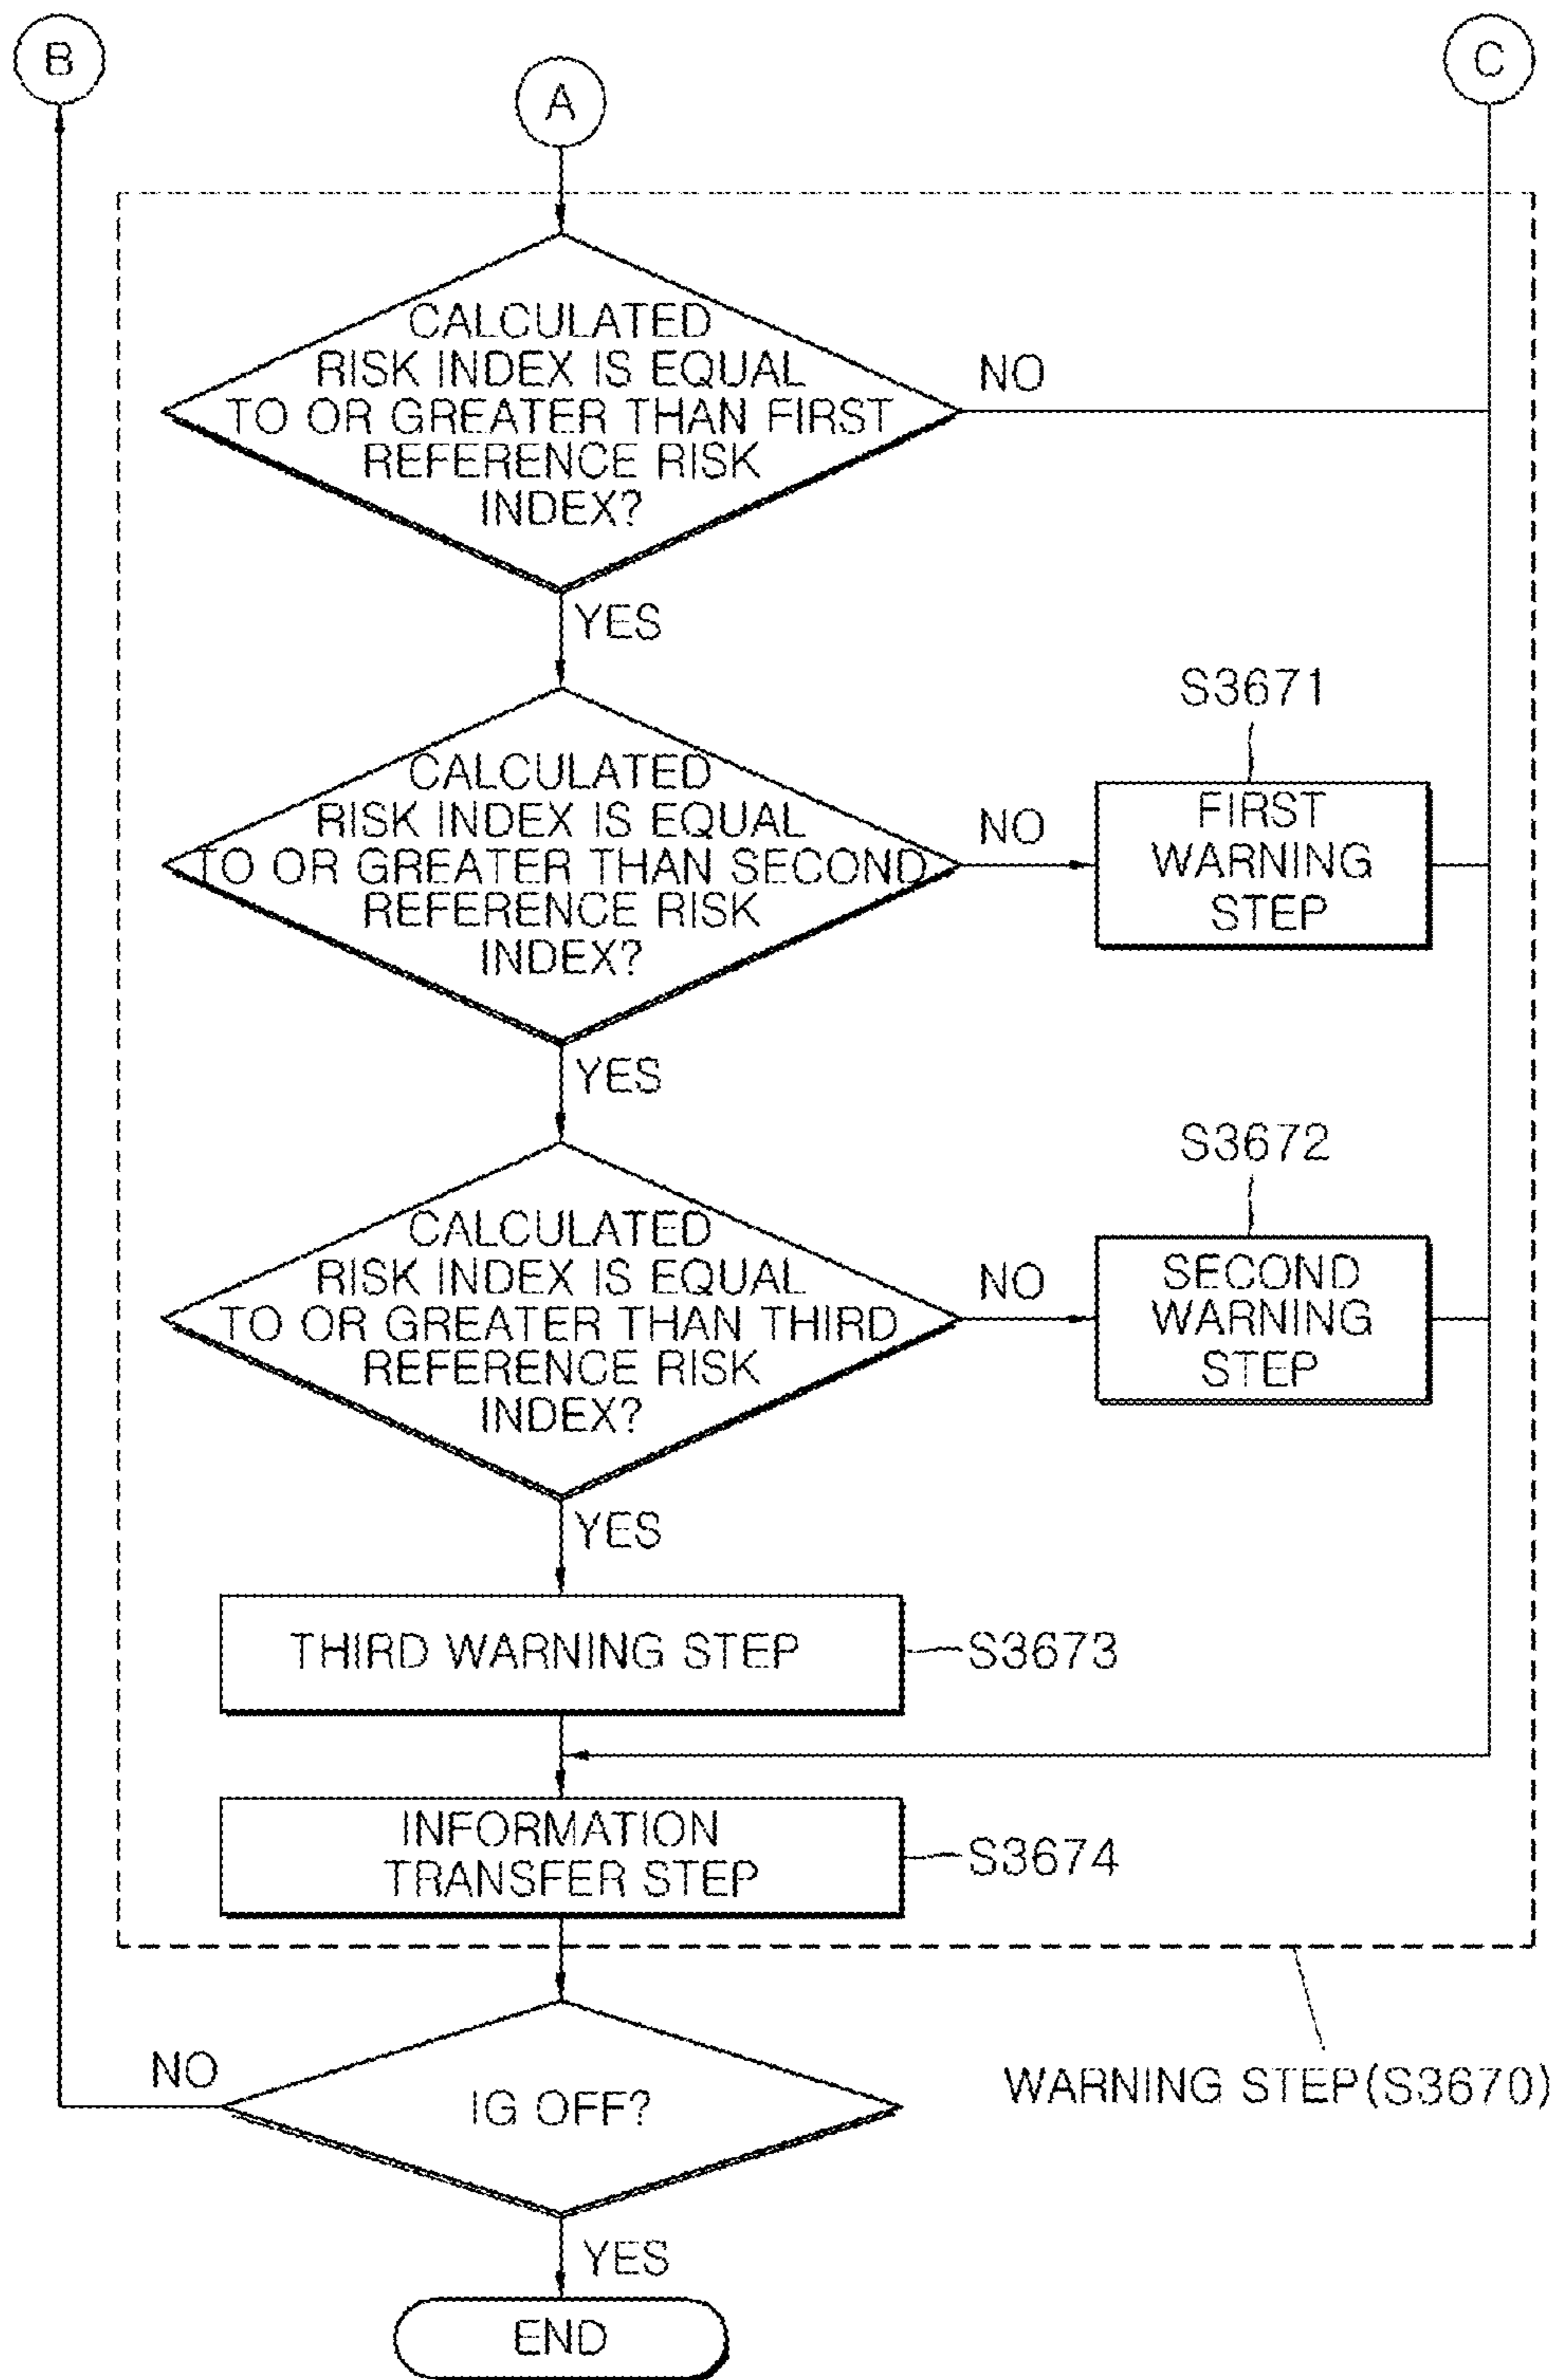 B
A
C
CALCULATED
RISK INDEX IS EQUAL
TO OR GREATER THAN FIRST
REFERENCE RISK
INDEX?
NO
YES
CALCULATED
RISK INDEX IS EQUAL
TO OR GREATER THAN SECOND
REFERENCE RISK
INDEX?
NO
S3671
FIRST
WARNING
STEP
YES
CALCULATED
RISK INDEX IS EQUAL
TO OR GREATER THAN THIRD
REFERENCE RISK
INDEX?
NO
S3672
SECOND
WARNING
STEP
YES
THIRD WARNING STEP
S3673
INFORMATION
TRANSFER STEP
S3674
WARNING STEP(S3670)
NO
IG OFF?
YES
END